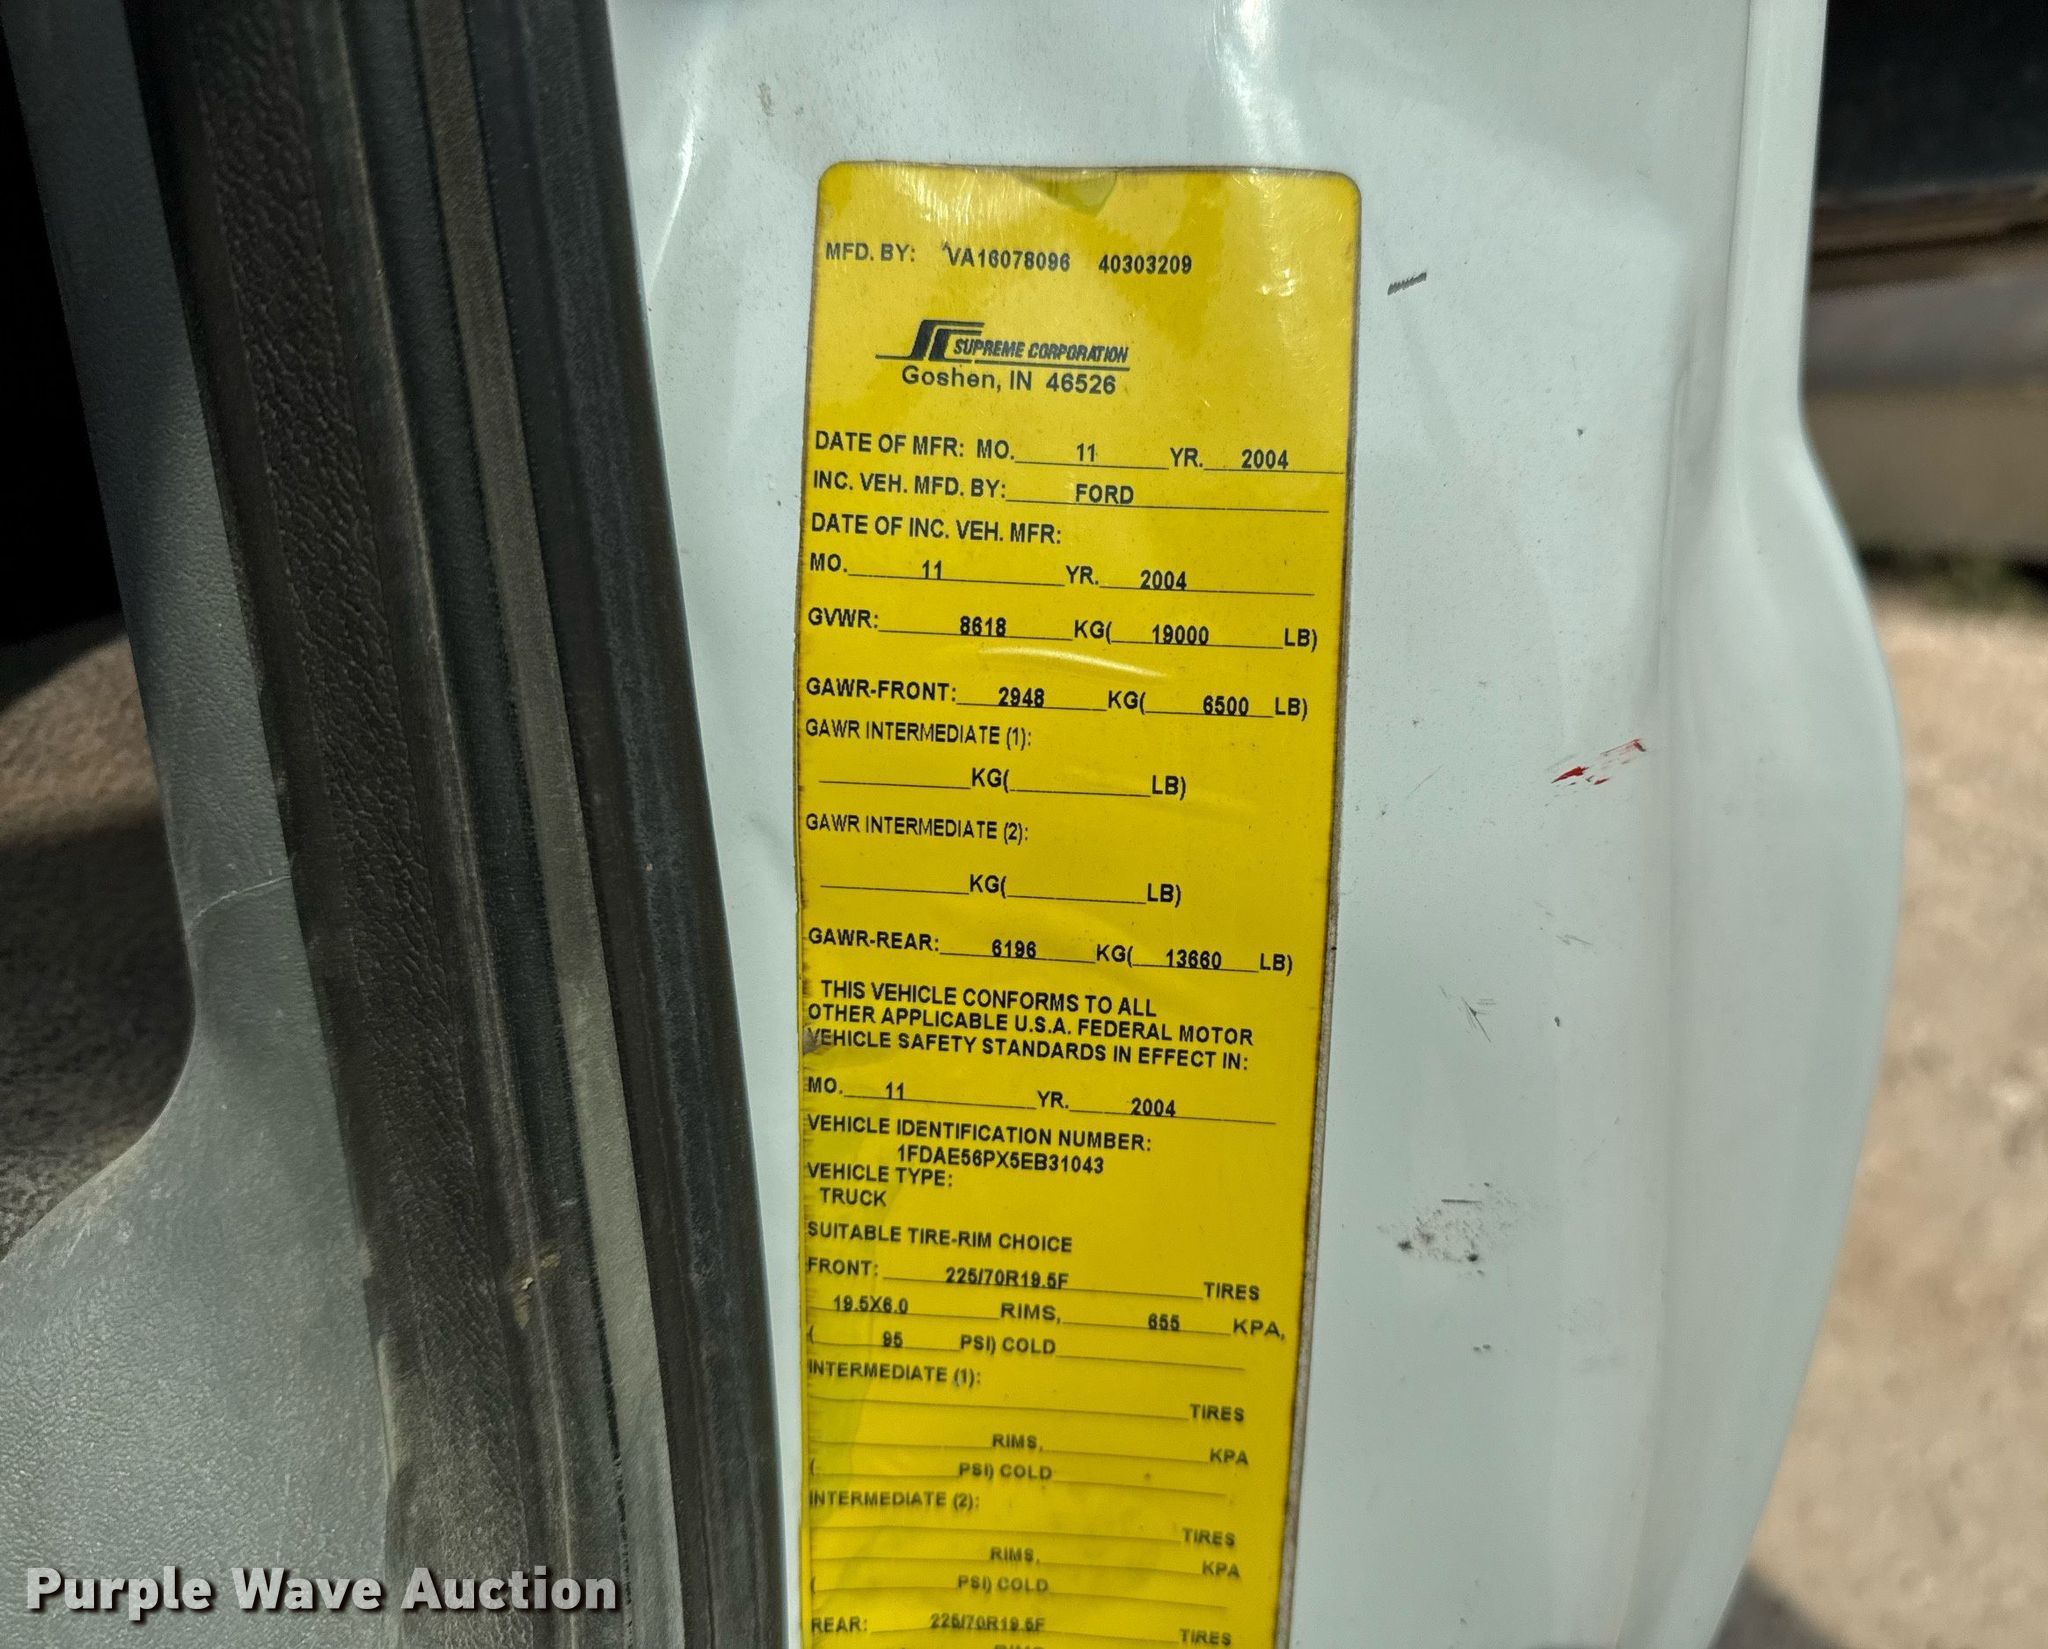 MFD. BY: VA16078096 40303209
SUPREME CORPORATION
Goshen, IN 46526
DATE OF MFR: MO. 11 YR. 2004
INC. VEH. MFD. BY: FORD
DATE OF INC. VEH. MFR:
MO. 11 YR. 2004
GVWR: 8618 KG( 19000 LB)
GAWR-FRONT: 2948 KG( 6500 LB)
GAWR INTERMEDIATE (1):
KG( LB)
GAWR INTERMEDIATE (2):
KG( LB)
GAWR-REAR: 6196 KG( 13660 LB)
THIS VEHICLE CONFORMS TO ALL
OTHER APPLICABLE U.S.A. FEDERAL MOTOR
VEHICLE SAFETY STANDARDS IN EFFECT IN:
MO. 11 YR. 2004
VEHICLE IDENTIFICATION NUMBER:
1FDAE56PX5EB31043
VEHICLE TYPE:
TRUCK
SUITABLE TIRE-RIM CHOICE
FRONT: 225/70R19.5F TIRES
19.5X6.0 RIMS, 655 KPA,
( 95 PSI) COLD
INTERMEDIATE (1):
TIRES
RIMS, KPA
( PSI) COLD
INTERMEDIATE (2):
TIRES
RIMS, KPA
( PSI) COLD
REAR: 225/70R19.5F TIRES
RIMS
Purple Wave Auction